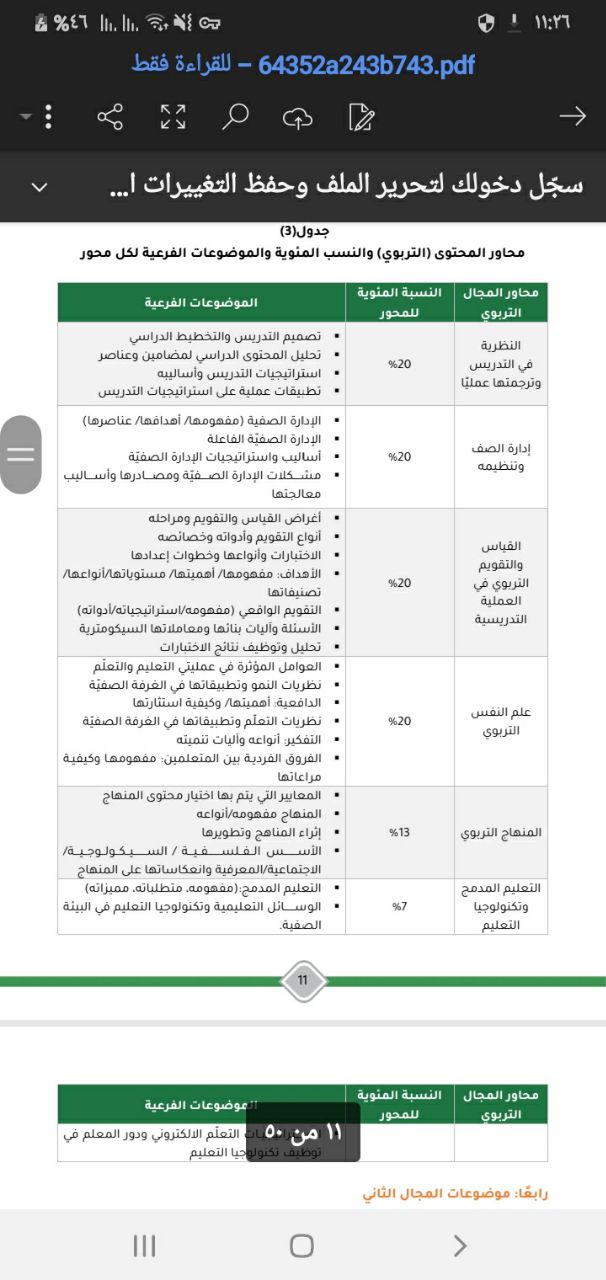 ١١:٢٦
%٤٦
64352a243b743.pdf – للقراءة فقط
سجّل دخولك لتحرير الملف وحفظ التغييرات ا...
جدول(3)
محاور المحتوى (التربوي) والنسب المئوية والموضوعات الفرعية لكل محور
محاور المجال التربوي
النسبة المئوية للمحور
الموضوعات الفرعية
النظرية
في التدريس
وترجمتها عمليًا
%20
▪ تصميم التدريس والتخطيط الدراسي
▪ تحليل المحتوى الدراسي لمضامين وعناصر
▪ استراتيجيات التدريس وأساليبه
▪ تطبيقات عملية على استراتيجيات التدريس
إدارة الصف
وتنظيمه
%20
▪ الإدارة الصفية (مفهومها/ أهدافها/ عناصرها)
▪ الإدارة الصفيّة الفاعلة
▪ أساليب واستراتيجيات الإدارة الصفيّة
▪ مشـكلات الإدارة الصـفيّة ومصـادرها وأسـاليب
معالجتها
القياس
والتقويم
التربوي في
العملية
التدريسية
%20
▪ أغراض القياس والتقويم ومراحله
▪ أنواع التقويم وأدواته وخصائصه
▪ الاختبارات وأنواعها وخطوات إعدادها
▪ الأهداف: مفهومها/ أهميتها/ مستوياتها/أنواعها/
تصنيفاتها
▪ التقويم الواقعي (مفهومه/استراتيجياته/أدواته)
▪ الأسئلة وآليات بنائها ومعاملاتها السيكومترية
▪ تحليل وتوظيف نتائج الاختبارات
علم النفس
التربوي
%20
▪ العوامل المؤثرة في عمليتي التعليم والتعلّم
▪ نظريات النمو وتطبيقاتها في الغرفة الصفيّة
▪ الدافعية: أهميتها/ وكيفية استثارتها
▪ نظريات التعلّم وتطبيقاتها في الغرفة الصفيّة
▪ التفكير: أنواعه وآليات تنميته
▪ الفروق الفردية بين المتعلمين: مفهومها وكيفية
مراعاتها
المنهاج التربوي
%13
▪ المعايير التي يتم بها اختيار محتوى المنهاج
▪ المنهاج مفهومه/أنواعه
▪ إثراء المناهج وتطويرها
▪ الأسـس الفلسـفية / السـيكولوجية/
الاجتماعية/المعرفية وانعكاساتها على المنهاج
التعليم المدمج
وتكنولوجيا
التعليم
%7
▪ التعليم المدمج:(مفهومه، متطلباته، مميزاته)
▪ الوسـائل التعليمية وتكنولوجيا التعليم في البيئة
الصفية.
11
محاور المجال التربوي
النسبة المئوية للمحور
الموضوعات الفرعية
التعلّم الالكتروني ودور المعلم في
توظيف تكنولوجيا التعليم
١١ من ٥٠
رابعًا: موضوعات المجال الثاني